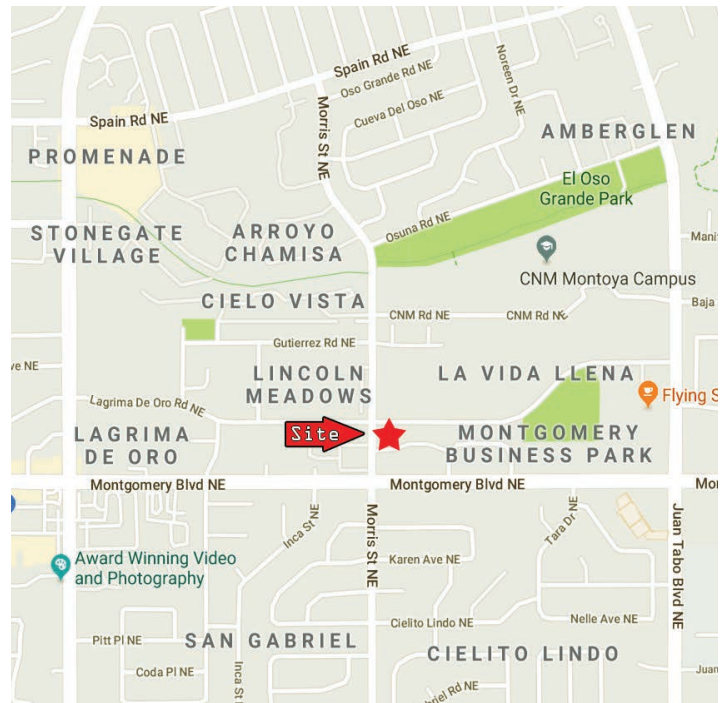 Spain Rd NE
Oso Grande Rd NE
Noreen Dr NE
Cueva Del Oso NE
Morris St NE
Spain Rd NE
AMBERGLEN
PROMENADE
El Oso
Grande Park
Osuna Rd NE
STONEGATE
VILLAGE
ARROYO
CHAMISA
CNM Montoya Campus
CIELO VISTA
Baja
CNM Rd NE
CNM Rd NE
Gutierrez Rd NE
LINCOLN
MEADOWS
LA VIDA LLENA
Flying S
Lagrima De Oro Rd NE
Site
LAGRIMA
DE ORO
MONTGOMERY
BUSINESS PARK
Montgomery Blvd NE
Montgomery Blvd NE
Inca St NE
Morris St NE
Tara Dr NE
Juan Tabo Blvd NE
Award Winning Video
and Photography
Karen Ave NE
Cielito Lindo NE
Nelle Ave NE
Pitt Pl NE
SAN GABRIEL
CIELITO LINDO
Coda Pl NE
Inca St N
Juan